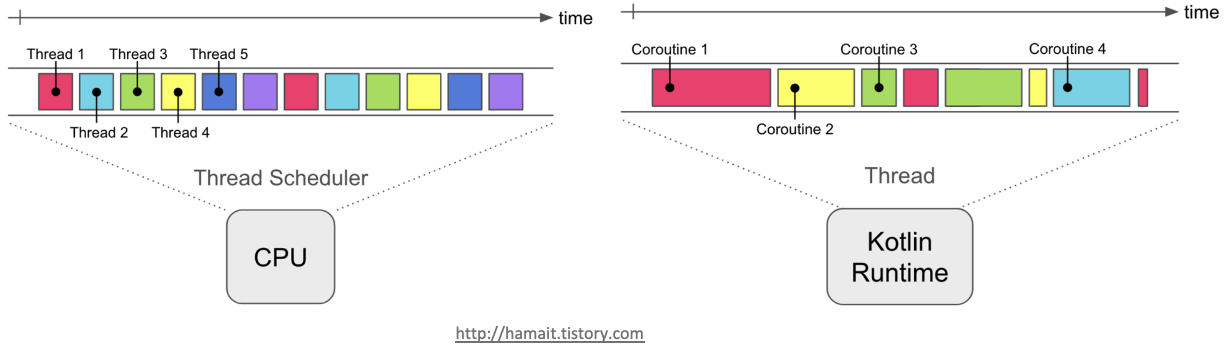 time
Thread 1
Thread 3
Thread 5
Thread 2
Thread 4
Thread Scheduler
CPU
time
Coroutine 1
Coroutine 3
Coroutine 4
Coroutine 2
Thread
Kotlin
Runtime
http://hamait.tistory.com